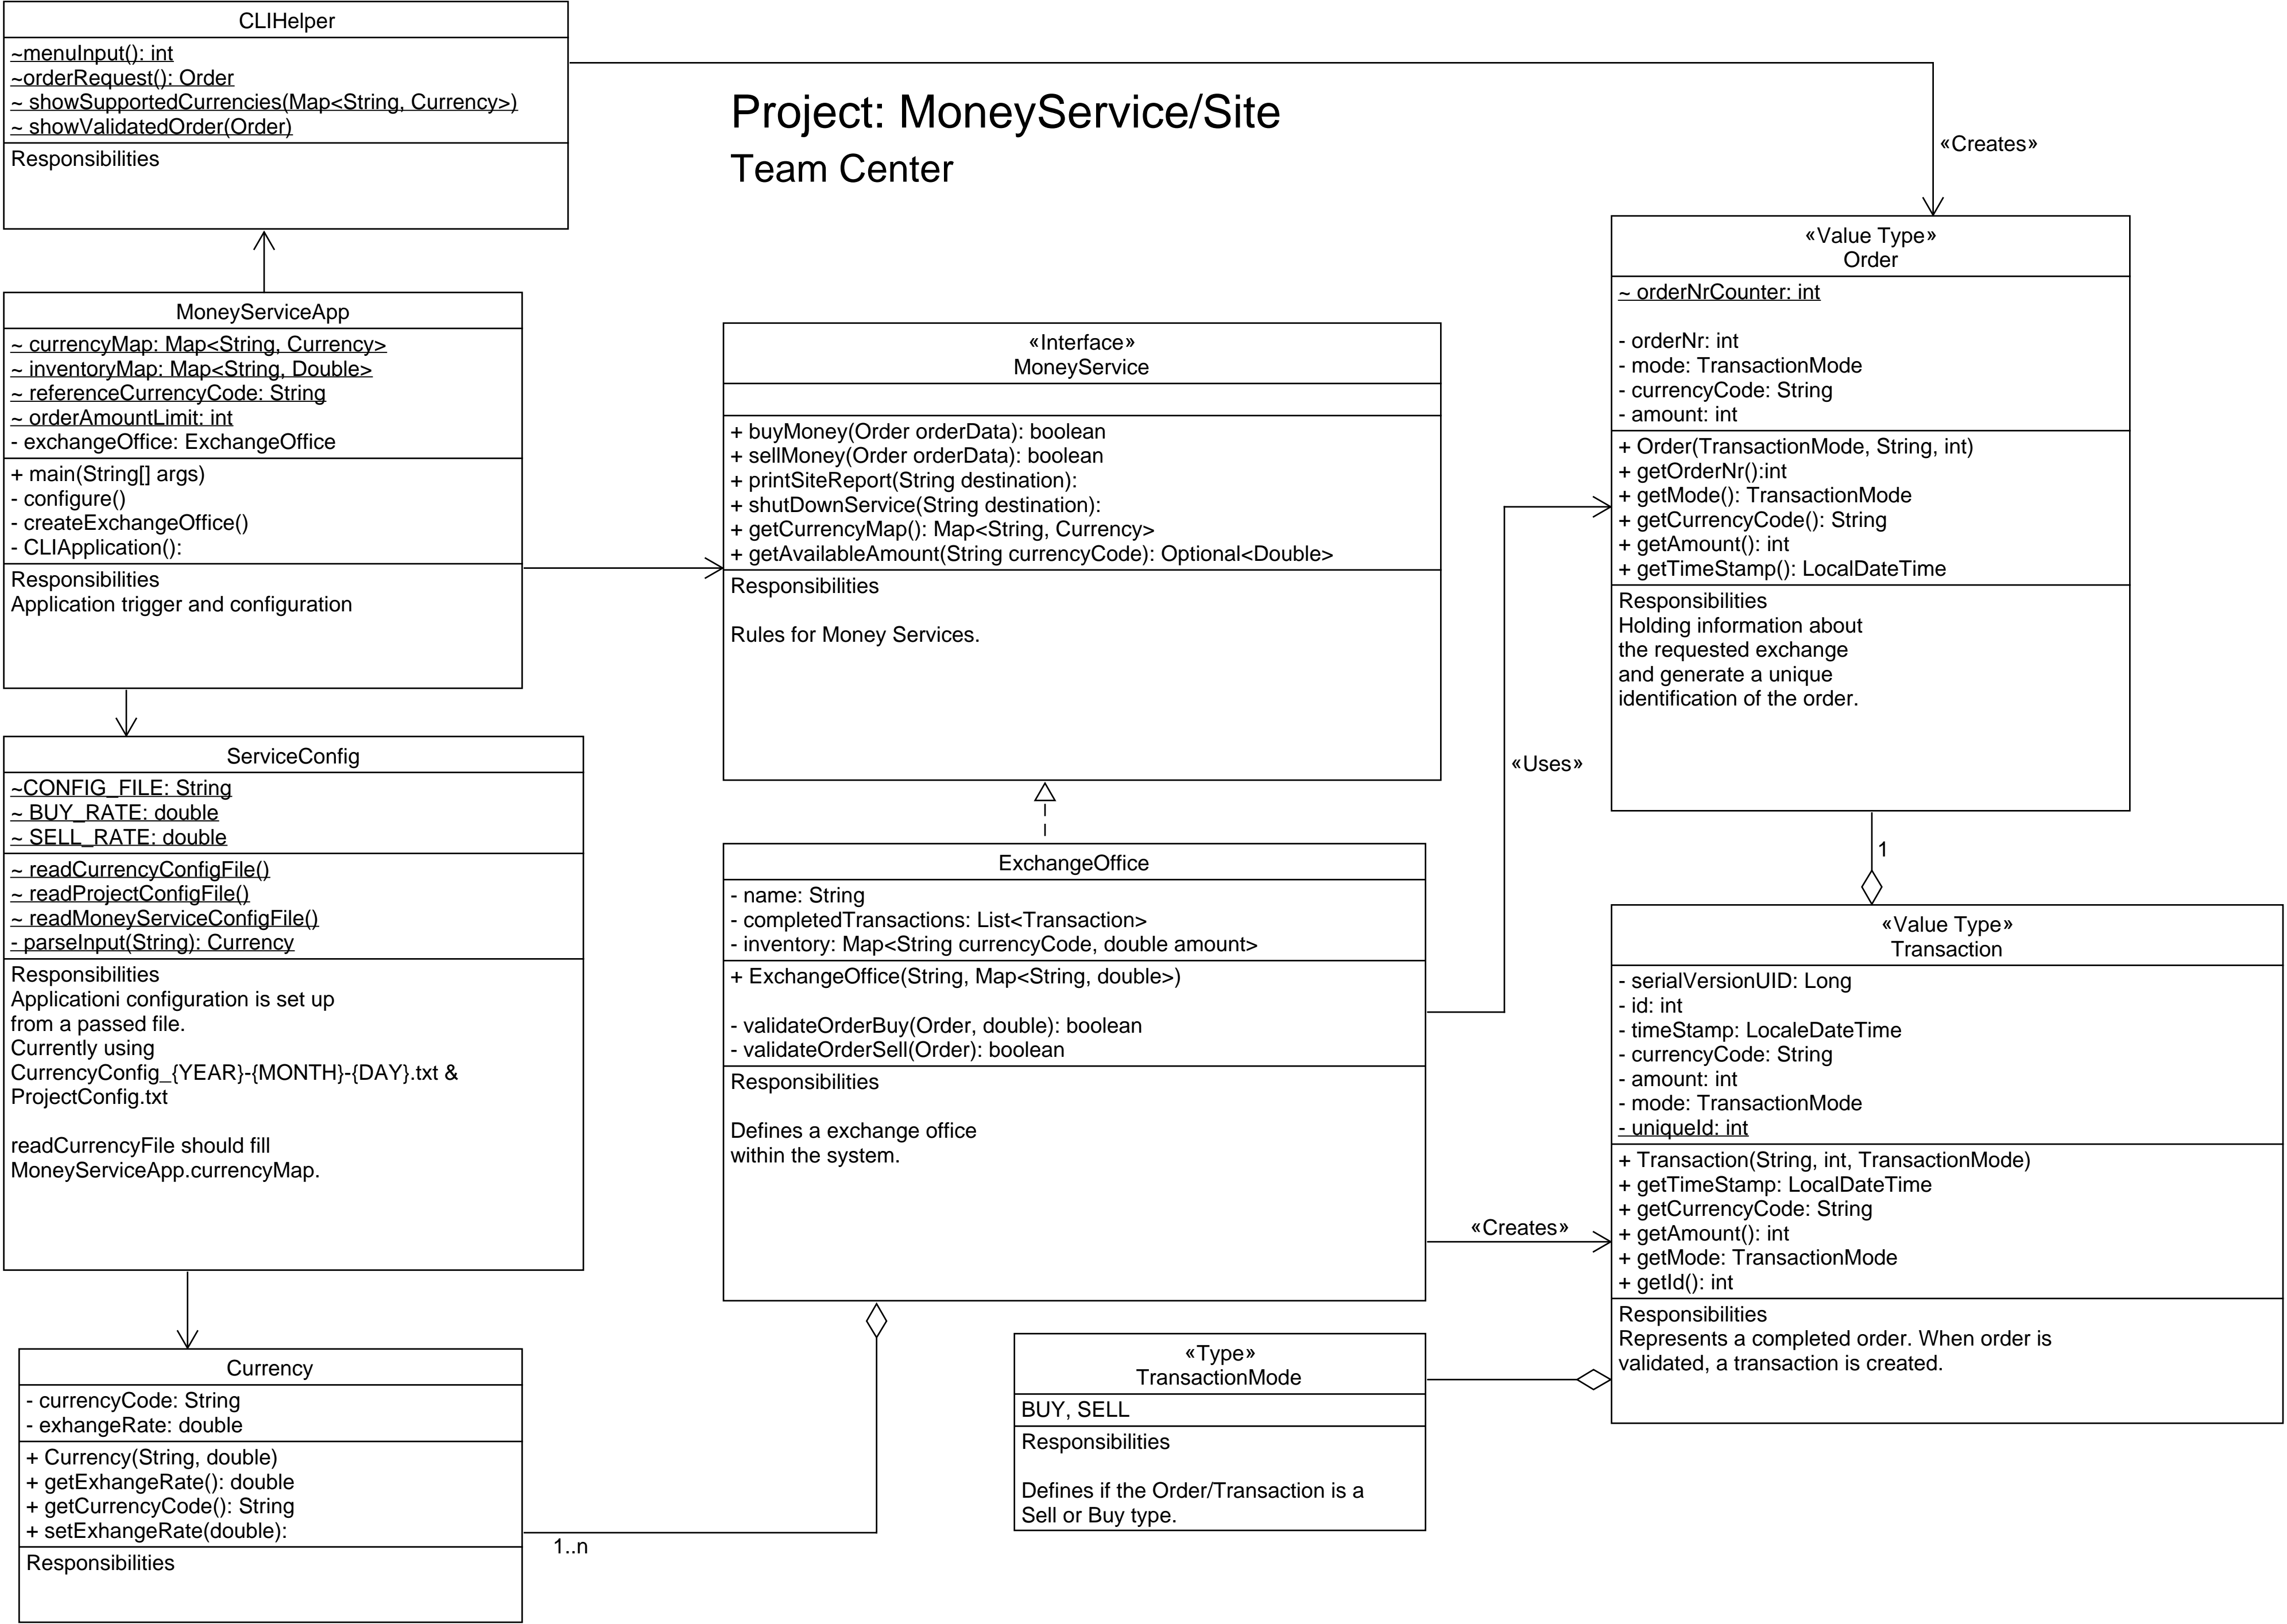 CLIHelper
~menuInput(): int
~orderRequest(): Order
~ showSupportedCurrencies(Map<String, Currency>)
~ showValidatedOrder(Order)
Responsibilities
Project: MoneyService/Site
Team Center
«Creates»
MoneyServiceApp
~ currencyMap: Map<String, Currency>
~ inventoryMap: Map<String, Double>
~ referenceCurrencyCode: String
~ orderAmountLimit: int
- exchangeOffice: ExchangeOffice
+ main(String[] args)
- configure()
- createExchangeOffice()
- CLIApplication():
Responsibilities
Application trigger and configuration
«Interface»
MoneyService
+ buyMoney(Order orderData): boolean
+ sellMoney(Order orderData): boolean
+ printSiteReport(String destination):
+ shutDownService(String destination):
+ getCurrencyMap(): Map<String, Currency>
+ getAvailableAmount(String currencyCode): Optional<Double>
Responsibilities
Rules for Money Services.
«Value Type»
Order
~ orderNrCounter: int
- orderNr: int
- mode: TransactionMode
- currencyCode: String
- amount: int
+ Order(TransactionMode, String, int)
+ getOrderNr():int
+ getMode(): TransactionMode
+ getCurrencyCode(): String
+ getAmount(): int
+ getTimeStamp(): LocalDateTime
Responsibilities
Holding information about
the requested exchange
and generate a unique
identification of the order.
«Uses»
1
ServiceConfig
~CONFIG_FILE: String
~ BUY_RATE: double
~ SELL_RATE: double
~ readCurrencyConfigFile()
~ readProjectConfigFile()
~ readMoneyServiceConfigFile()
- parseInput(String): Currency
Responsibilities
Applicationi configuration is set up
from a passed file.
Currently using
CurrencyConfig_{YEAR}-{MONTH}-{DAY}.txt &
ProjectConfig.txt
readCurrencyFile should fill
MoneyServiceApp.currencyMap.
ExchangeOffice
- name: String
- completedTransactions: List<Transaction>
- inventory: Map<String currencyCode, double amount>
+ ExchangeOffice(String, Map<String, double>)
- validateOrderBuy(Order, double): boolean
- validateOrderSell(Order): boolean
Responsibilities
Defines a exchange office
within the system.
«Creates»
«Value Type»
Transaction
- serialVersionUID: Long
- id: int
- timeStamp: LocaleDateTime
- currencyCode: String
- amount: int
- mode: TransactionMode
- uniqueId: int
+ Transaction(String, int, TransactionMode)
+ getTimeStamp: LocalDateTime
+ getCurrencyCode: String
+ getAmount(): int
+ getMode: TransactionMode
+ getId(): int
Responsibilities
Represents a completed order. When order is
validated, a transaction is created.
Currency
- currencyCode: String
- exhangeRate: double
+ Currency(String, double)
+ getExhangeRate(): double
+ getCurrencyCode(): String
+ setExhangeRate(double):
Responsibilities
1..n
«Type»
TransactionMode
BUY, SELL
Responsibilities
Defines if the Order/Transaction is a
Sell or Buy type.